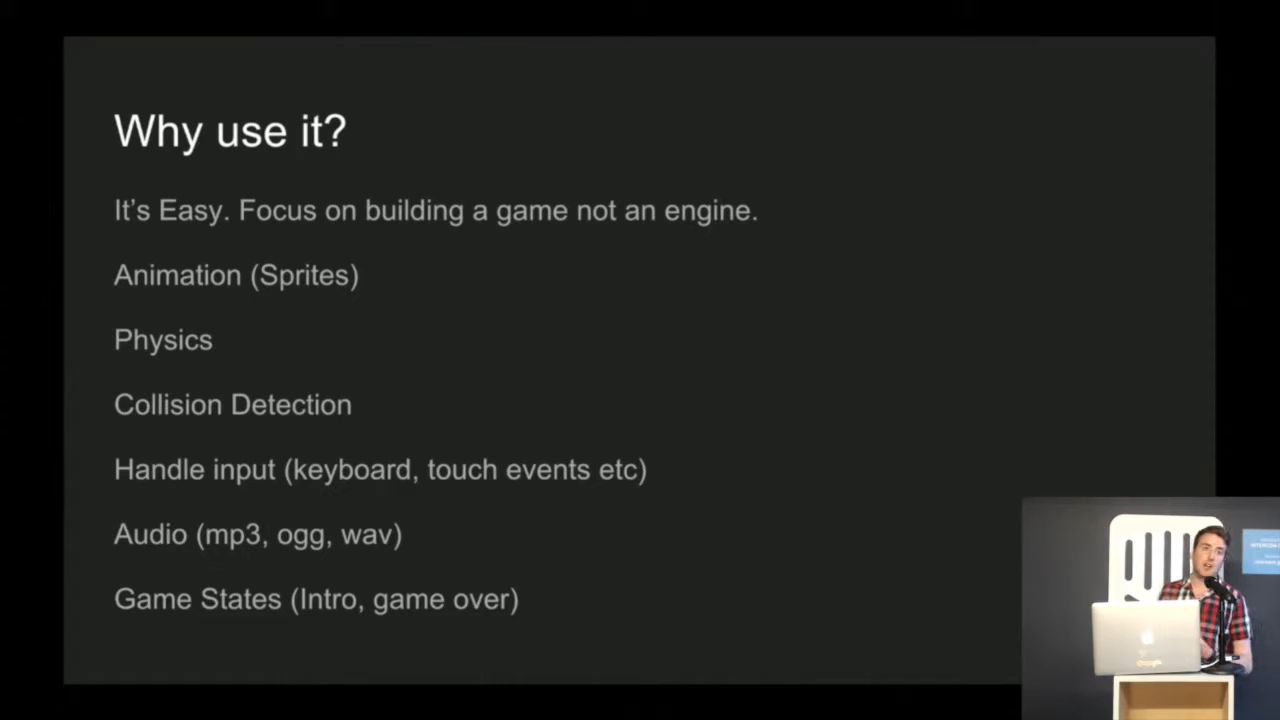 Why use it?
It's Easy. Focus on building a game not an engine.
Animation (Sprites)
Physics
Collision Detection
Handle input (keyboard, touch events etc)
Audio (mp3, ogg, wav)
Game States (Intro, game over)